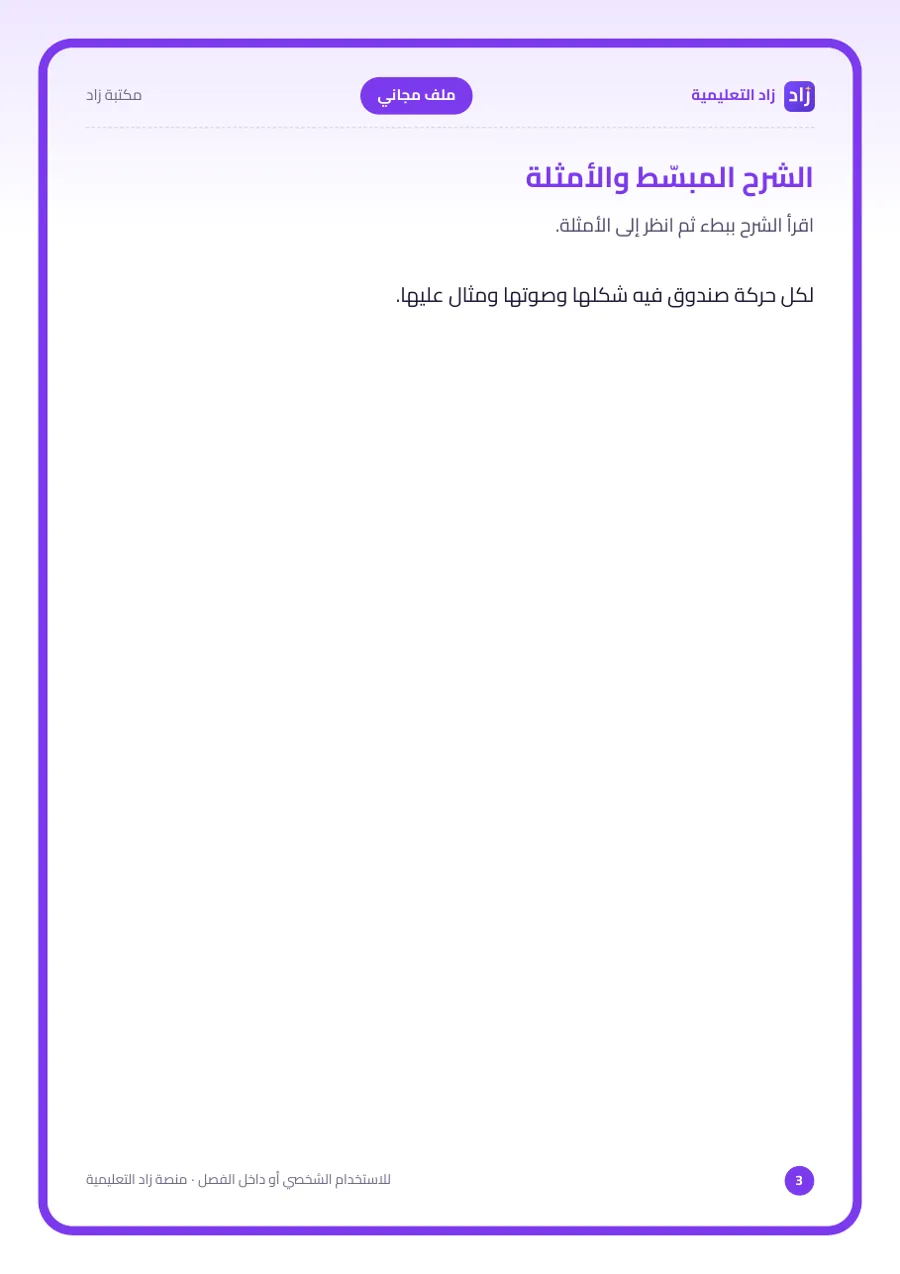 زاد
زاد التعليمية
ملف مجاني
مكتبة زاد
الشرح المبسّط والأمثلة
اقرأ الشرح ببطء ثم انظر إلى الأمثلة.
لكل حركة صندوق فيه شكلها وصوتها ومثال عليها.
3
للاستخدام الشخصي أو داخل الفصل · منصة زاد التعليمية